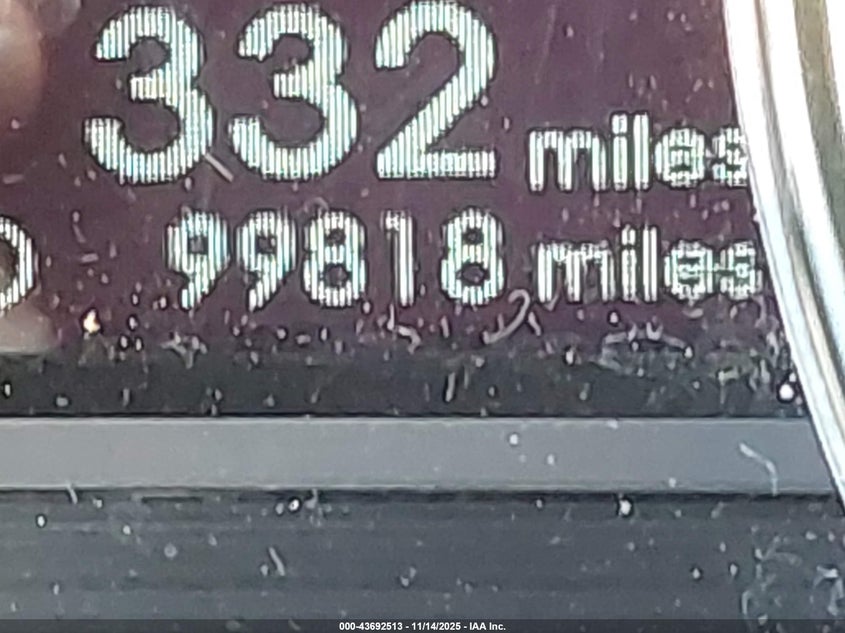 332 miles
99818 miles
000-43692513 - 11/14/2025 - IAA Inc.